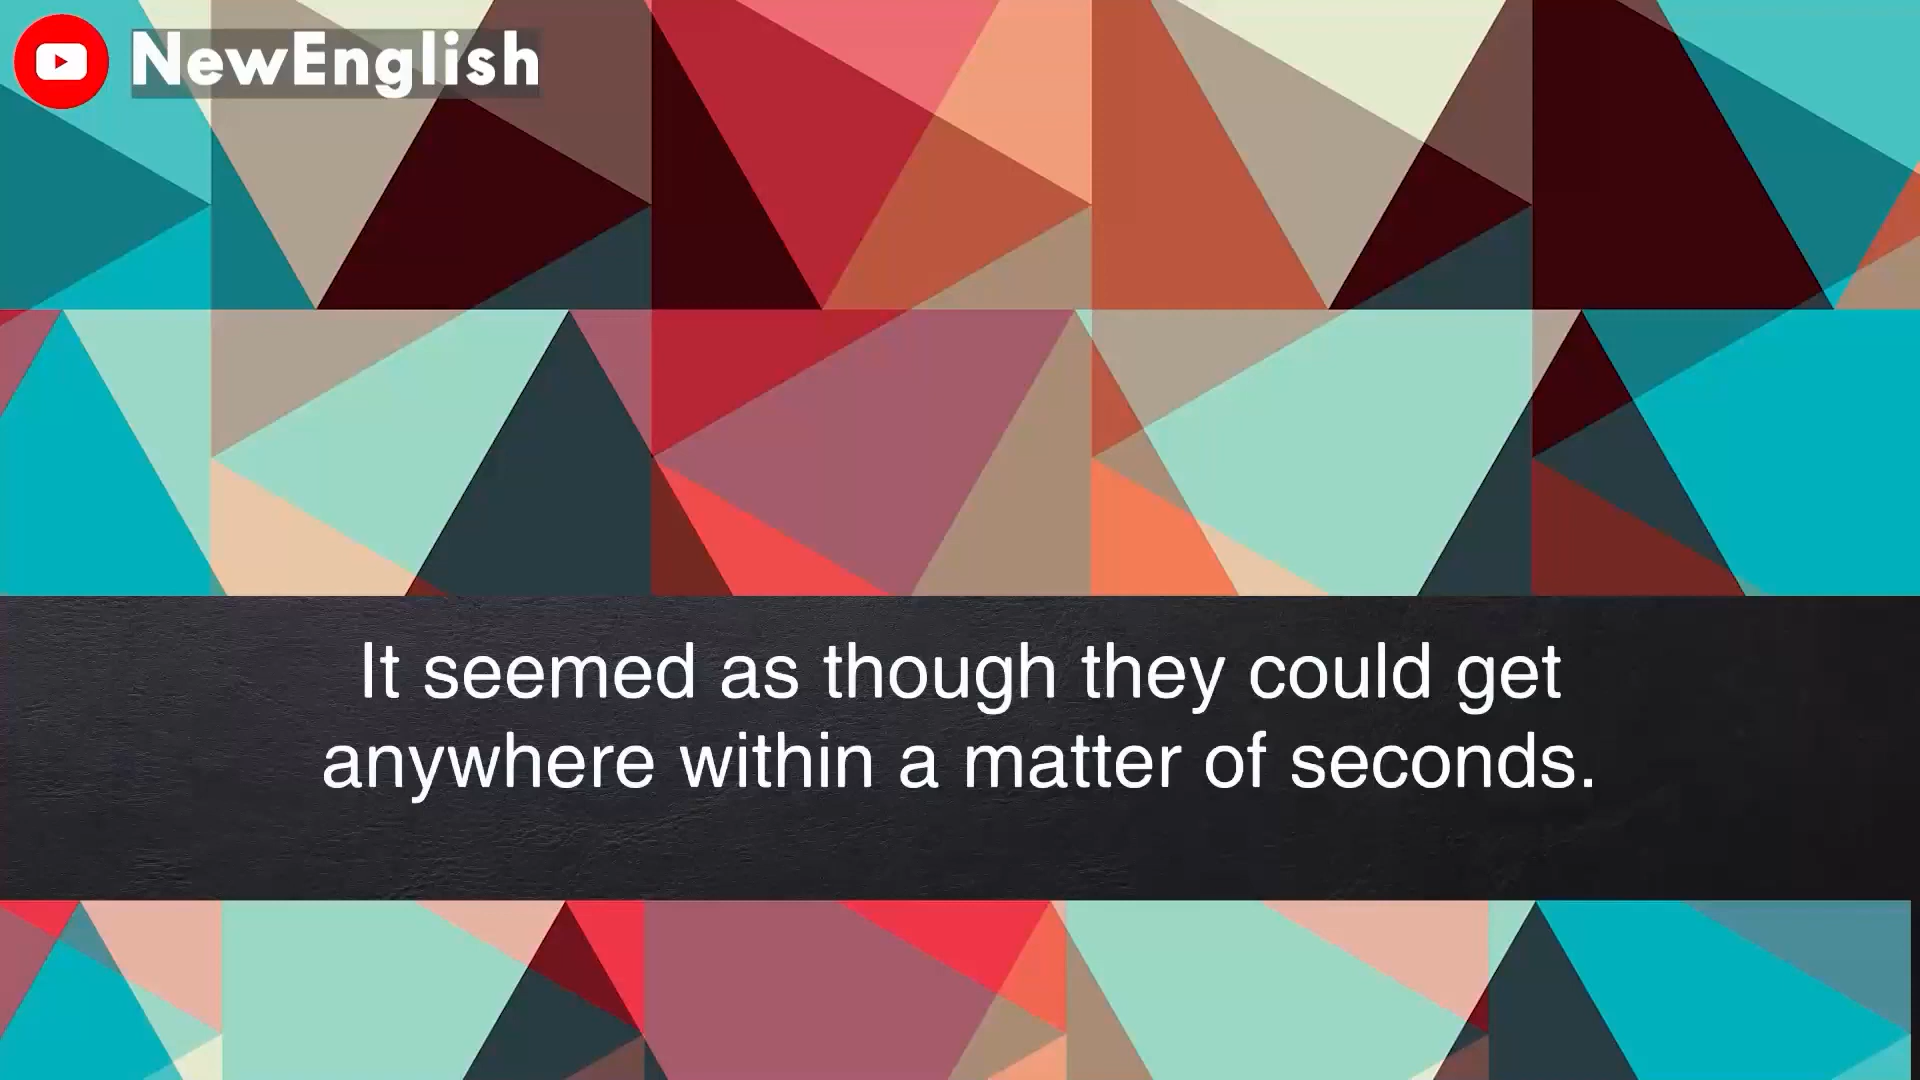 NewEnglish
It seemed as though they could get
anywhere within a matter of seconds.